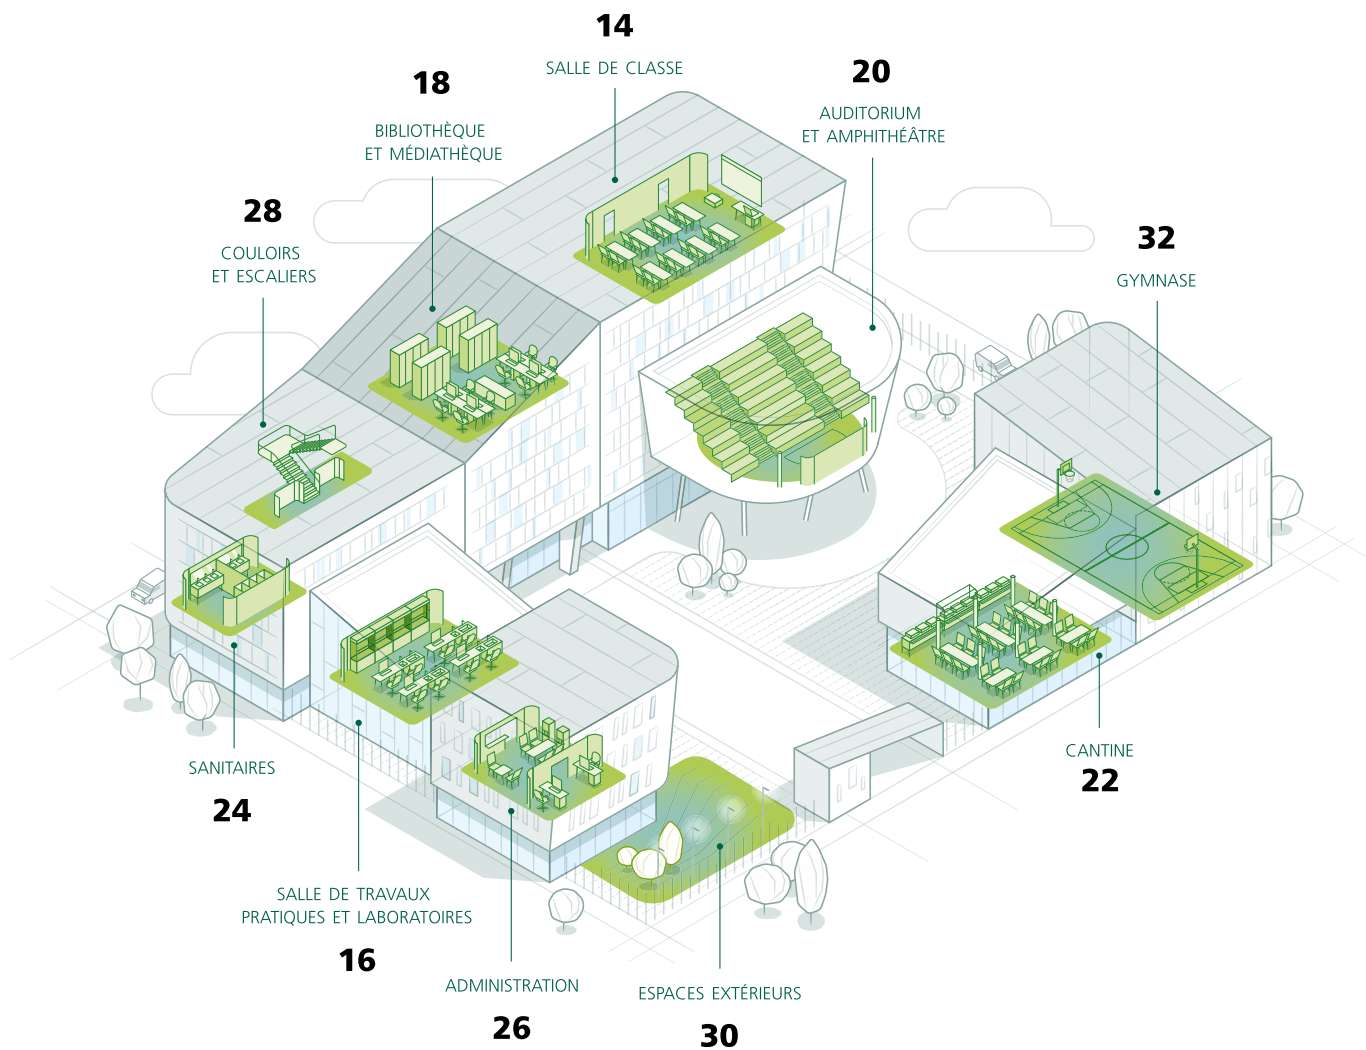 14
SALLE DE CLASSE
20
AUDITORIUM
ET AMPHITHÉÂTRE
18
BIBLIOTHÈQUE
ET MÉDIATHÈQUE
28
COULOIRS
ET ESCALIERS
32
GYMNASE
SANITAIRES
24
CANTINE
22
SALLE DE TRAVAUX
PRATIQUES ET LABORATOIRES
16
ADMINISTRATION
26
ESPACES EXTÉRIEURS
30